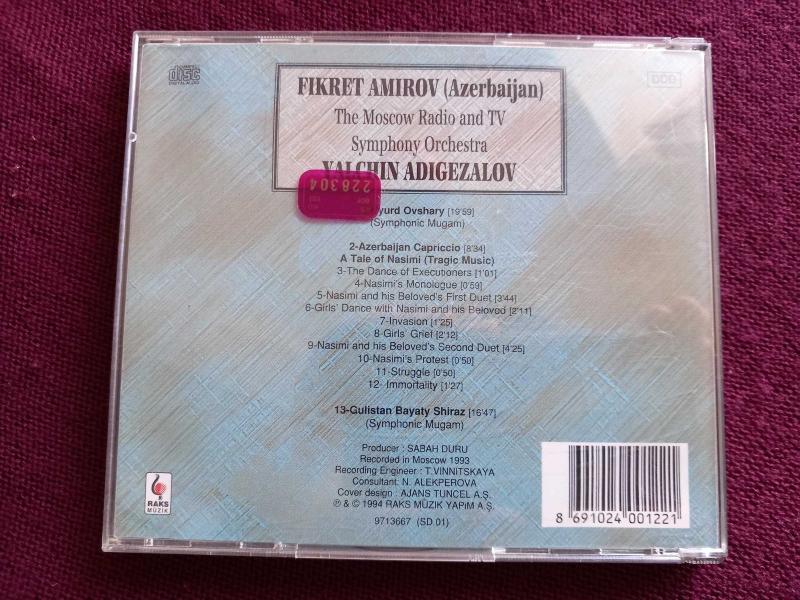 COMPACT
disc
DIGITAL AUDIO
DDD
FIKRET AMIROV (Azerbaijan)
The Moscow Radio and TV
Symphony Orchestra
YALCHIN ADIGEZALOV
228304
yurd Ovshary [19'59]
(Symphonic Mugam)
2-Azerbaijan Capriccio [8'34]
A Tale of Nasimi (Tragic Music)
3-The Dance of Executioners [1'01]
4-Nasimi's Monologue [0'59]
5-Nasimi and his Beloved's First Duet [3'44]
6-Girls' Dance with Nasimi and his Beloved [2'11]
7-Invasion [1'25]
8-Girls' Grief [2'12]
9-Nasimi and his Beloved's Second Duet [4'25]
10-Nasimi's Protest [0'50]
11-Struggle [0'50]
12- Immortality [1'27]
13-Gulistan Bayaty Shiraz [16'47]
(Symphonic Mugam)
Producer : SABAH DURU
Recorded in Moscow 1993
Recording Engineer : T.VINNITSKAYA
Consultant: N. ALEKPEROVA
Cover design : AJANS TUNCEL A.Ş.
℗ & © 1994 RAKS MÜZIK YAPiM A.Ş.
9713667 (SD 01)
RAKS
MÜZİK
8 691024 001221